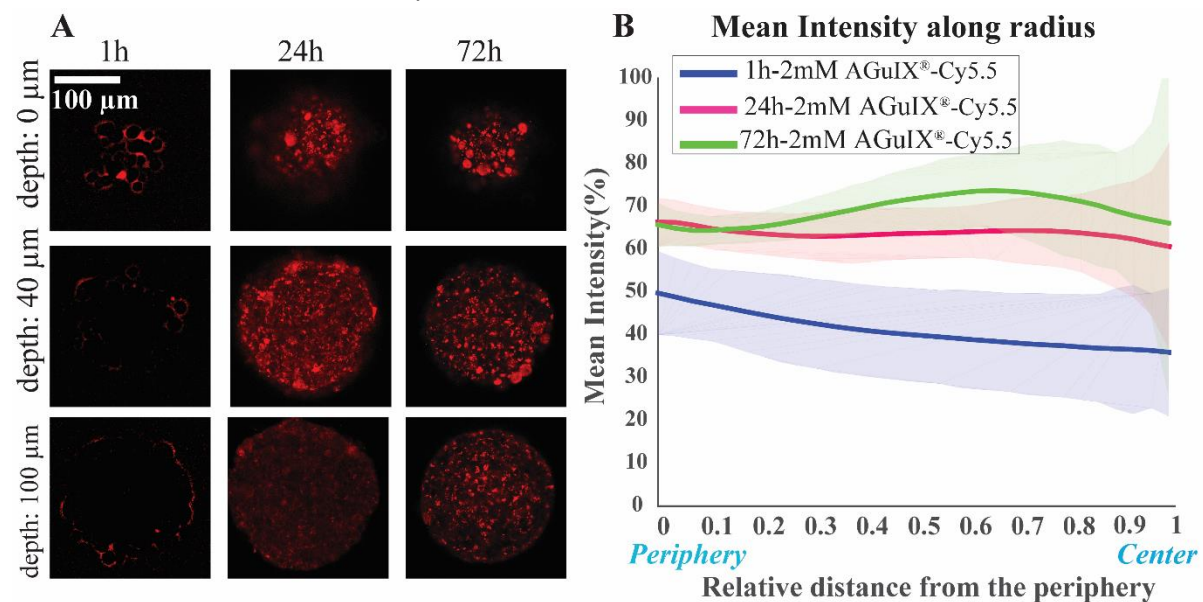 A
1h
24h
72h
100 µm
depth: 0 µm
depth: 40 µm
depth: 100 µm
B
Mean Intensity along radius
1h-2mM AGuIX®-Cy5.5
24h-2mM AGuIX®-Cy5.5
72h-2mM AGuIX®-Cy5.5
Mean Intensity(%)
100
90
80
70
60
50
40
30
20
10
0
0 0.1 0.2 0.3 0.4 0.5 0.6 0.7 0.8 0.9 1
Periphery Center
Relative distance from the periphery